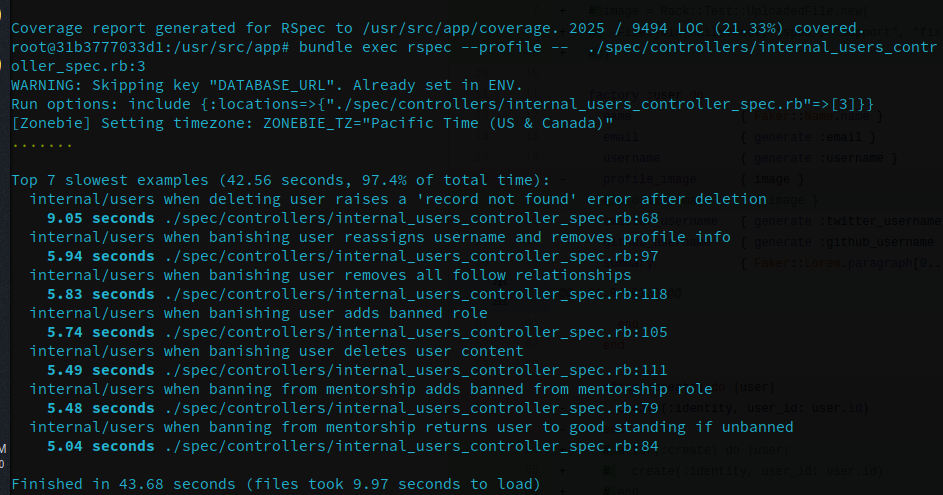 Coverage report generated for RSpec to /usr/src/app/coverage. 2025 / 9494 LOC (21.33%) covered.
root@31b3777033d1:/usr/src/app# bundle exec rspec --profile --  ./spec/controllers/internal_users_contr
oller_spec.rb:3
WARNING: Skipping key "DATABASE_URL". Already set in ENV.
Run options: include {:locations=>{"./spec/controllers/internal_users_controller_spec.rb"=>[3]}}
[Zonebie] Setting timezone: ZONEBIE_TZ="Pacific Time (US & Canada)"
.......
Top 7 slowest examples (42.56 seconds, 97.4% of total time):
internal/users when deleting user raises a 'record not found' error after deletion
9.05 seconds ./spec/controllers/internal_users_controller_spec.rb:68
internal/users when banishing user reassigns username and removes profile info
5.94 seconds ./spec/controllers/internal_users_controller_spec.rb:97
internal/users when banishing user removes all follow relationships
5.83 seconds ./spec/controllers/internal_users_controller_spec.rb:118
internal/users when banishing user adds banned role
5.74 seconds ./spec/controllers/internal_users_controller_spec.rb:105
internal/users when banishing user deletes user content
5.49 seconds ./spec/controllers/internal_users_controller_spec.rb:111
internal/users when banning from mentorship adds banned from mentorship role
5.48 seconds ./spec/controllers/internal_users_controller_spec.rb:79
internal/users when banning from mentorship returns user to good standing if unbanned
5.04 seconds ./spec/controllers/internal_users_controller_spec.rb:84
Finished in 43.68 seconds (files took 9.97 seconds to load)